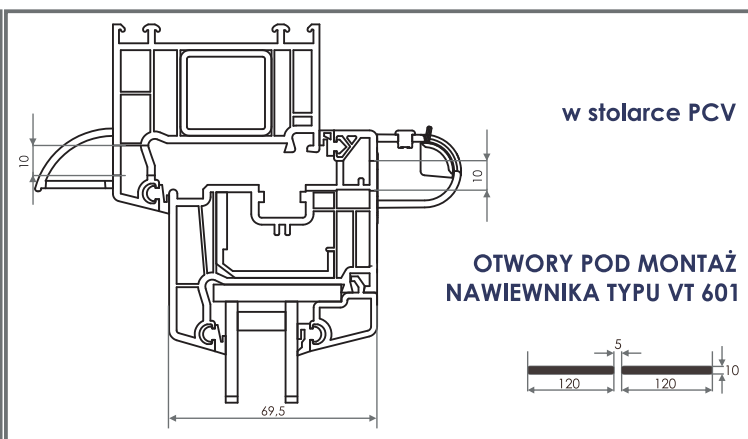 w stolarce PCV
10
10
OTWORY POD MONTAŻ
NAWIEWNIKA TYPU VT 601
5
10
120
120
69,5